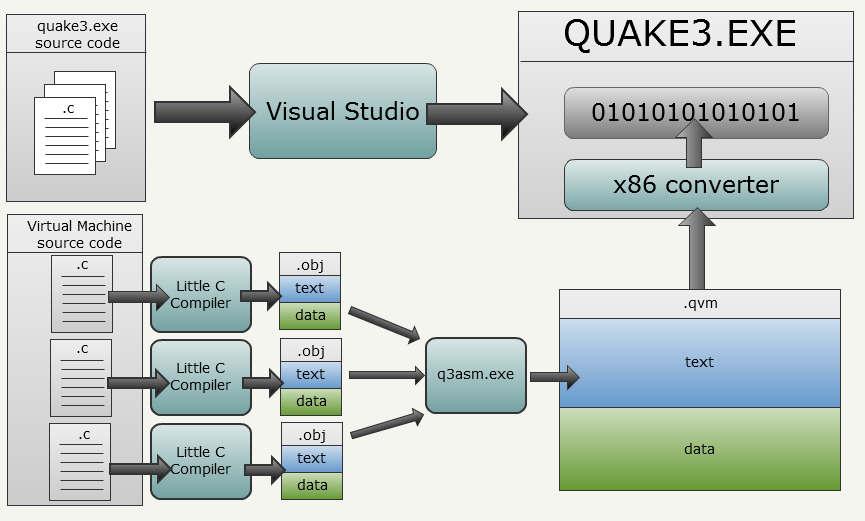 quake3.exe
source code
.c
Visual Studio
QUAKE3.EXE
01010101010101
x86 converter
Virtual Machine
source code
.c
Little C
Compiler
.obj
text
data
.c
Little C
Compiler
.obj
text
data
.c
Little C
Compiler
.obj
text
data
q3asm.exe
.qvm
text
data